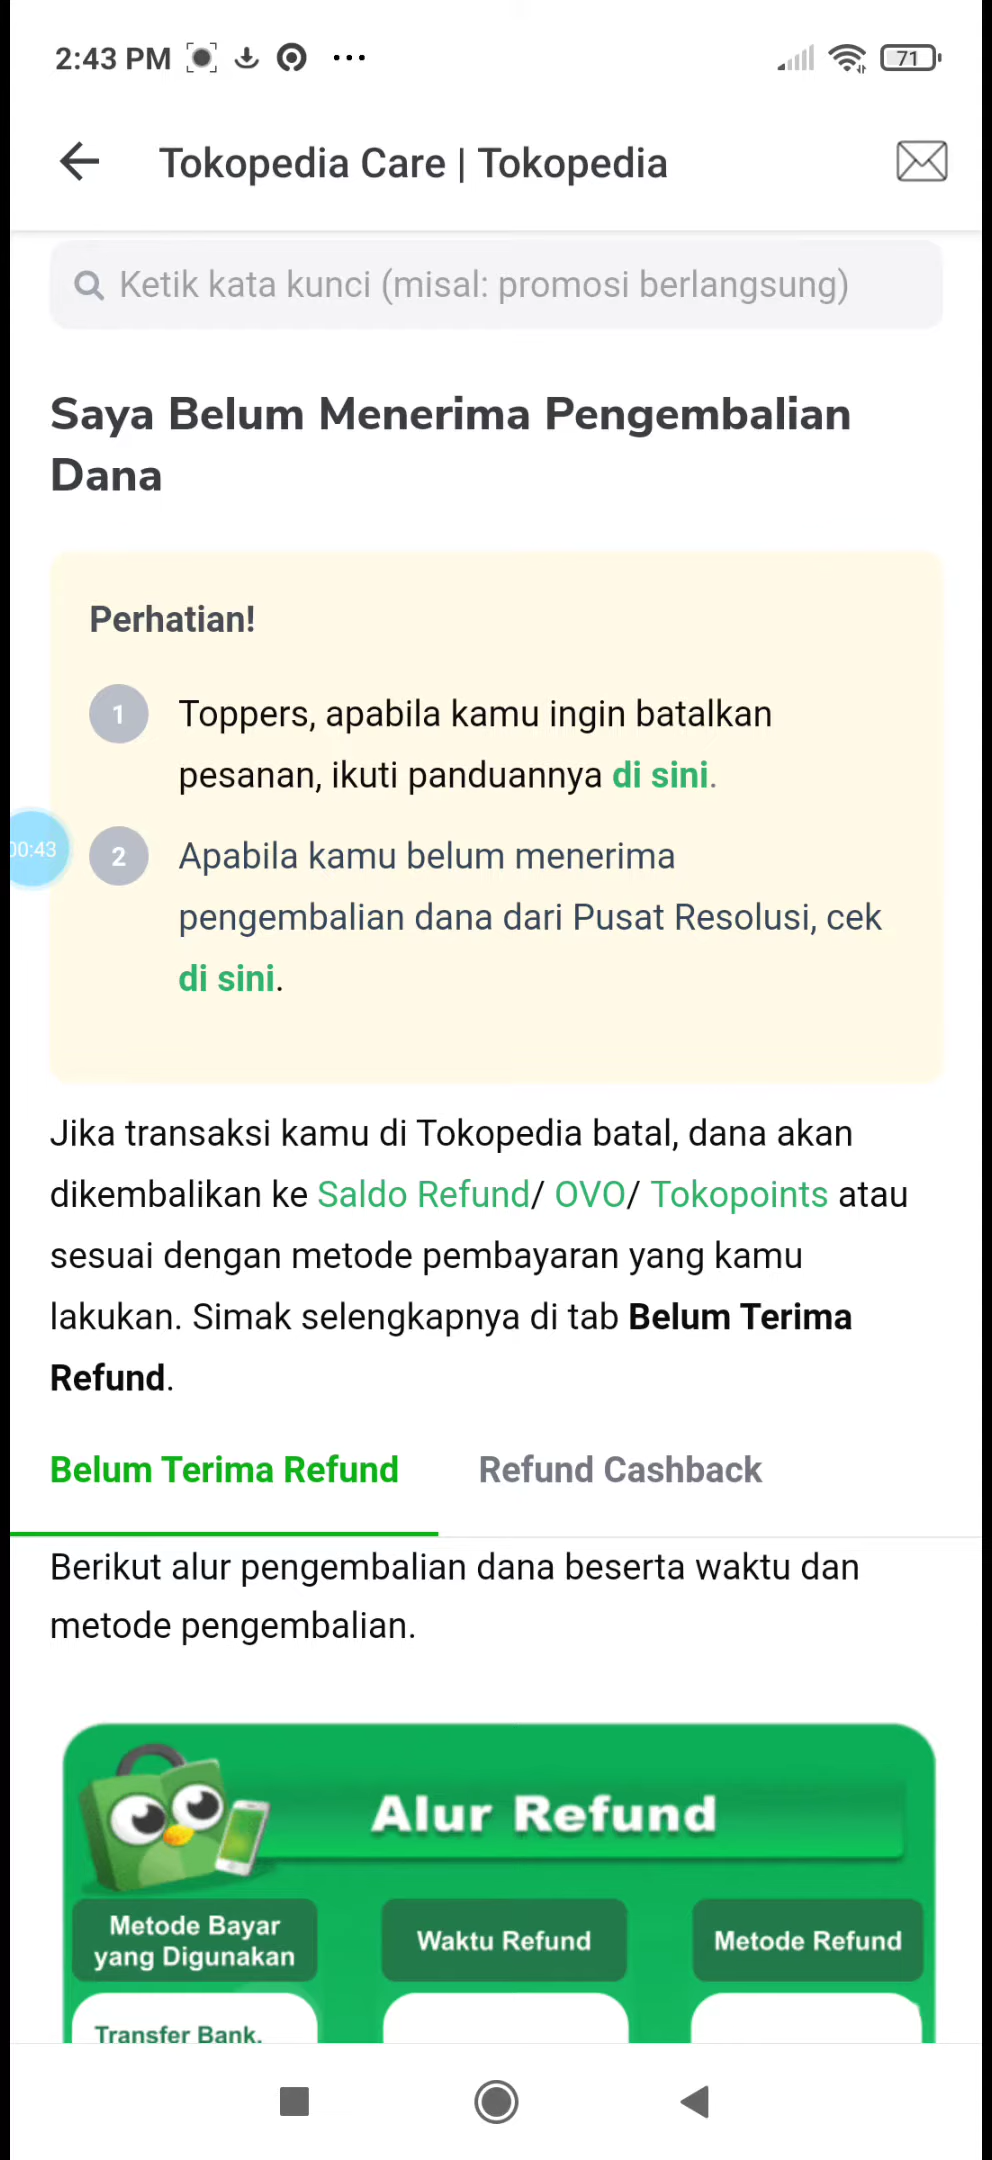 2:43 PM
71
Tokopedia Care | Tokopedia
Ketik kata kunci (misal: promosi berlangsung)
Saya Belum Menerima Pengembalian
Dana
Perhatian!
1 Toppers, apabila kamu ingin batalkan
pesanan, ikuti panduannya di sini.
00:43
2 Apabila kamu belum menerima
pengembalian dana dari Pusat Resolusi, cek
di sini.
Jika transaksi kamu di Tokopedia batal, dana akan
dikembalikan ke Saldo Refund/ OVO/ Tokopoints atau
sesuai dengan metode pembayaran yang kamu
lakukan. Simak selengkapnya di tab Belum Terima
Refund.
Belum Terima Refund
Refund Cashback
Berikut alur pengembalian dana beserta waktu dan
metode pengembalian.
Alur Refund
Metode Bayar
yang Digunakan
Waktu Refund
Metode Refund
Transfer Bank,